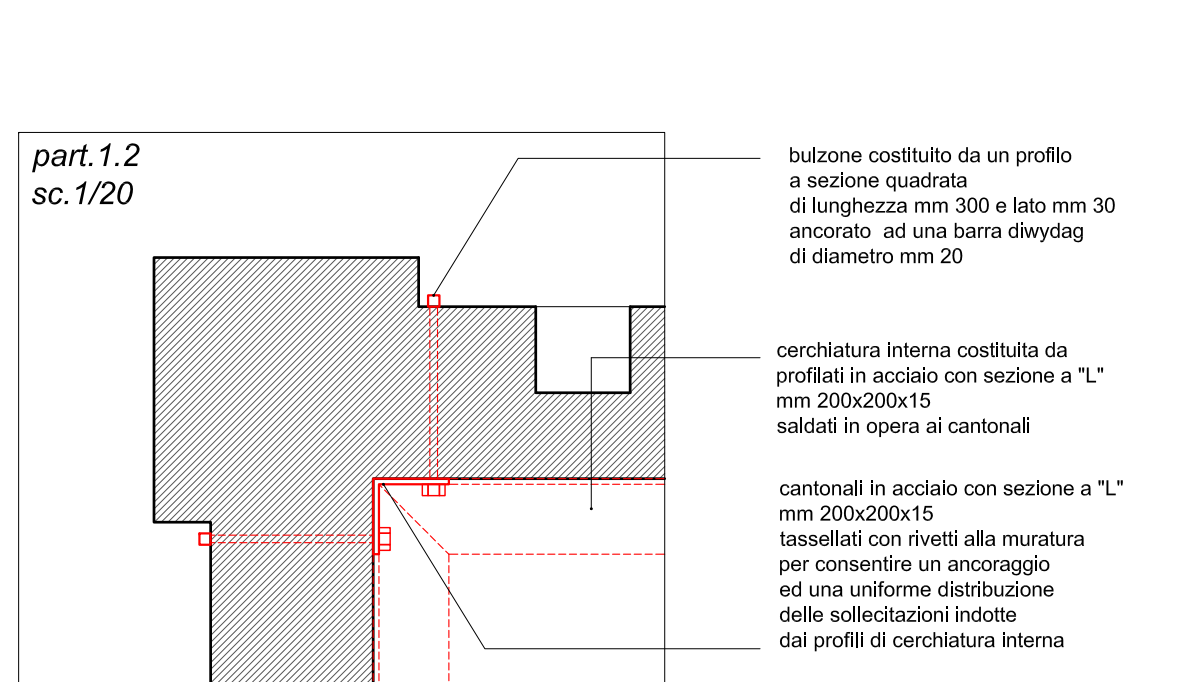 part.1.2
sc.1/20
bulzone costituito da un profilo
a sezione quadrata
di lunghezza mm 300 e lato mm 30
ancorato ad una barra diwydag
di diametro mm 20
cerchiatura interna costituita da
profilati in acciaio con sezione a "L"
mm 200x200x15
saldati in opera ai cantonali
cantonali in acciaio con sezione a "L"
mm 200x200x15
tassellati con rivetti alla muratura
per consentire un ancoraggio
ed una uniforme distribuzione
delle sollecitazioni indotte
dai profili di cerchiatura interna